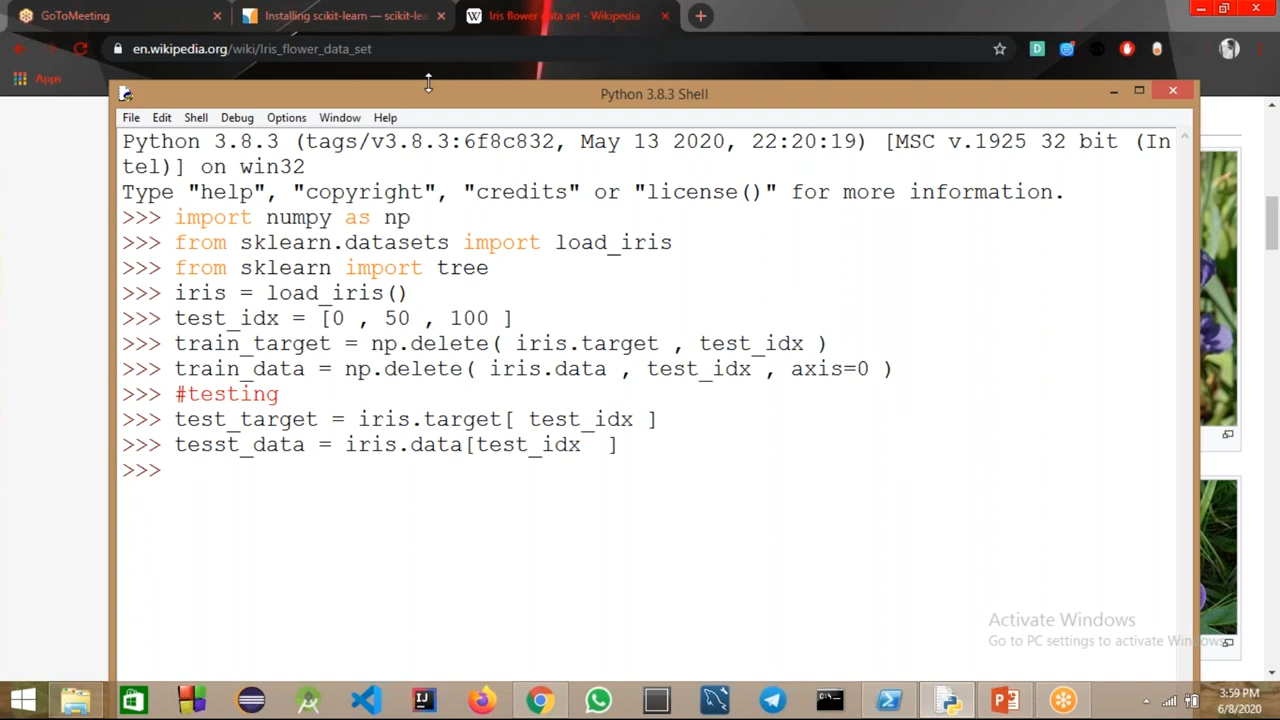 GoToMeeting
Installing scikit-learn — scikit-lea
Iris flower data set - Wikipedia
en.wikipedia.org/wiki/Iris_flower_data_set
Apps
Python 3.8.3 Shell
File Edit Shell Debug Options Window Help
Python 3.8.3 (tags/v3.8.3:6f8c832, May 13 2020, 22:20:19) [MSC v.1925 32 bit (In
tel)] on win32
Type "help", "copyright", "credits" or "license()" for more information.
>>> import numpy as np
>>> from sklearn.datasets import load_iris
>>> from sklearn import tree
>>> iris = load_iris()
>>> test_idx = [0 , 50 , 100 ]
>>> train_target = np.delete( iris.target , test_idx )
>>> train_data = np.delete( iris.data , test_idx , axis=0 )
>>> #testing
>>> test_target = iris.target[ test_idx ]
>>> tesst_data = iris.data[test_idx  ]
>>>
Activate Windows
Go to PC settings to activate Windows.
3:59 PM
6/8/2020